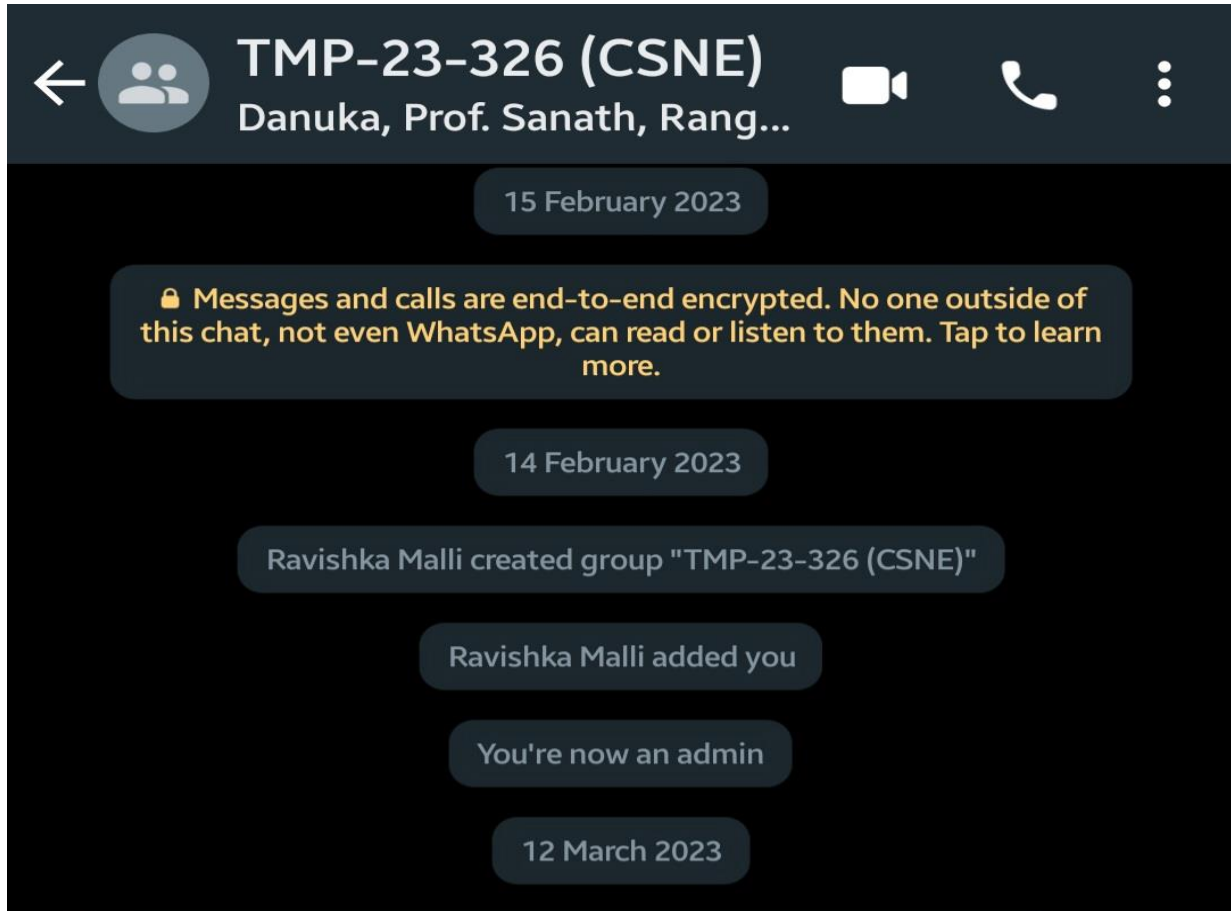 TMP-23-326 (CSNE)
Danuka, Prof. Sanath, Rang...
15 February 2023
Messages and calls are end-to-end encrypted. No one outside of
this chat, not even WhatsApp, can read or listen to them. Tap to learn
more.
14 February 2023
Ravishka Malli created group "TMP-23-326 (CSNE)"
Ravishka Malli added you
You're now an admin
12 March 2023